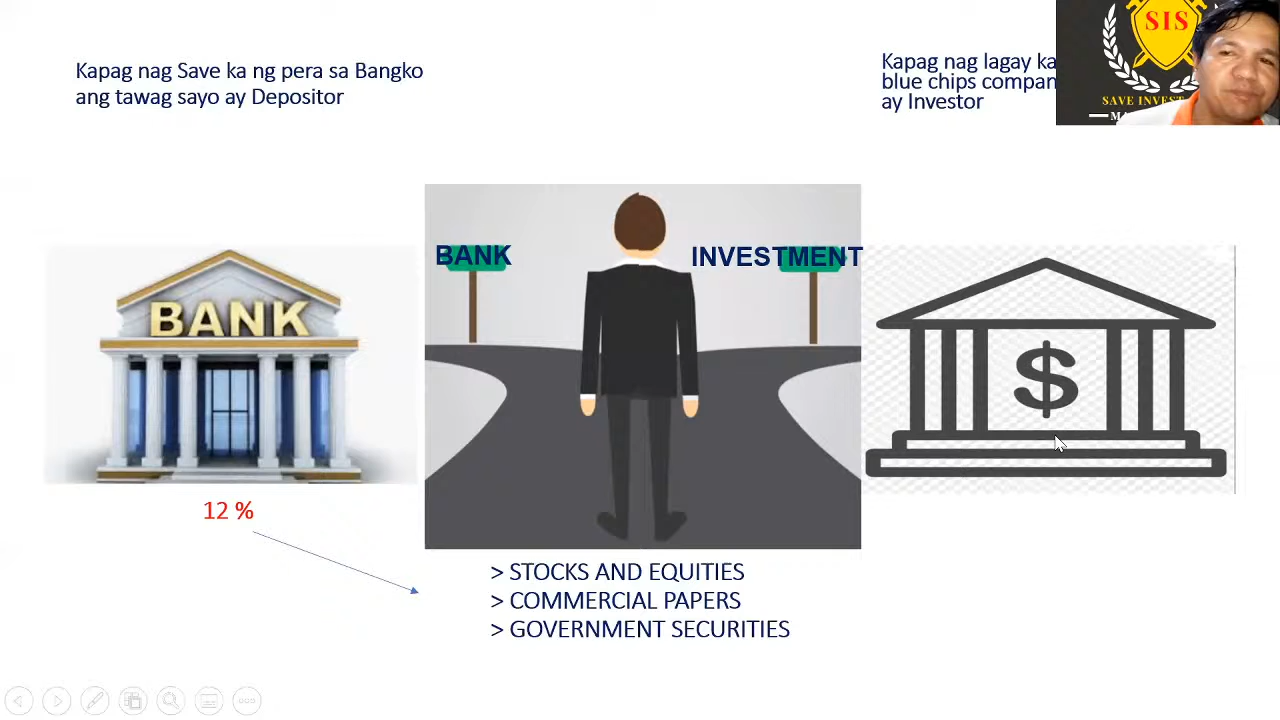 Kapag nag Save ka ng pera sa Bangko
ang tawag sayo ay Depositor
Kapag nag lagay ka
blue chips
ay Investor
SIS
SAVE INVEST
BANK
INVESTMENT
BANK
$
12 %
> STOCKS AND EQUITIES
> COMMERCIAL PAPERS
> GOVERNMENT SECURITIES